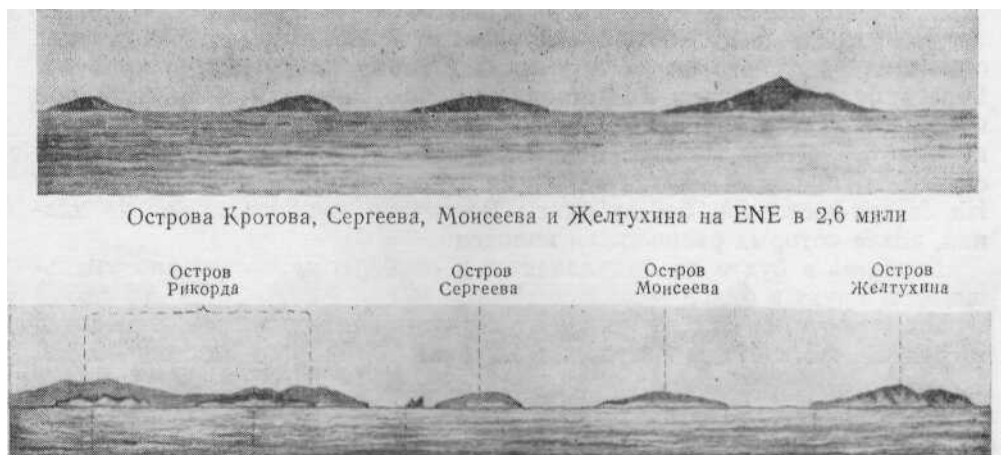 Острова Кротова, Сергеева, Моисеева и Желтухина на ENE в 2,6 мили
Остров Рикорда
Остров Сергеева
Остров Моисеева
Остров Желтухина